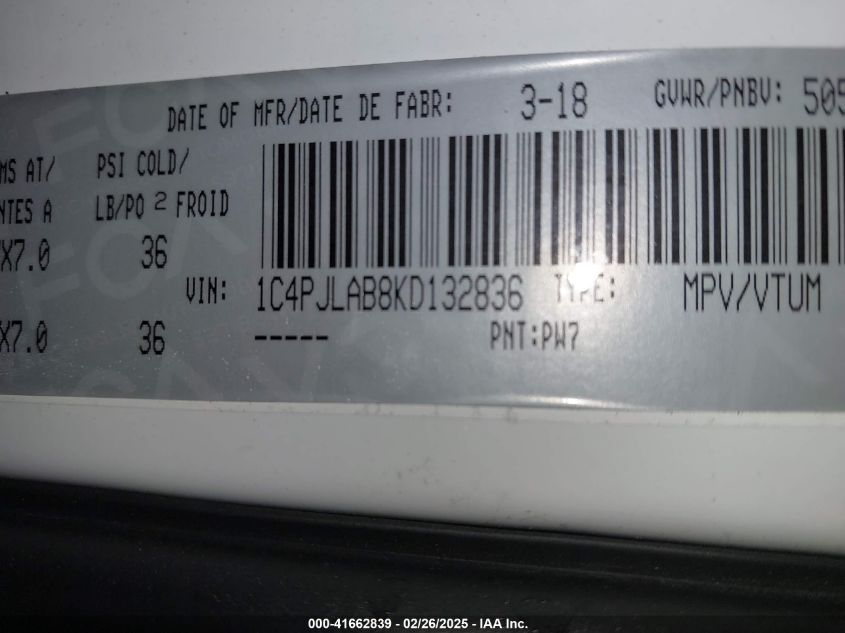 DATE OF MFR/DATE DE FABR: 3-18 GVWR/PNBV: 505
MS AT/ PSI COLD/
NTES A LB/PO 2 FROID
X7.0 36
VIN: 1C4PJLAB8KD132836 TYPE: MPV/VTUM
X7.0 36 ----- PNT:PW7
000-41662839 - 02/26/2025 - IAA Inc.